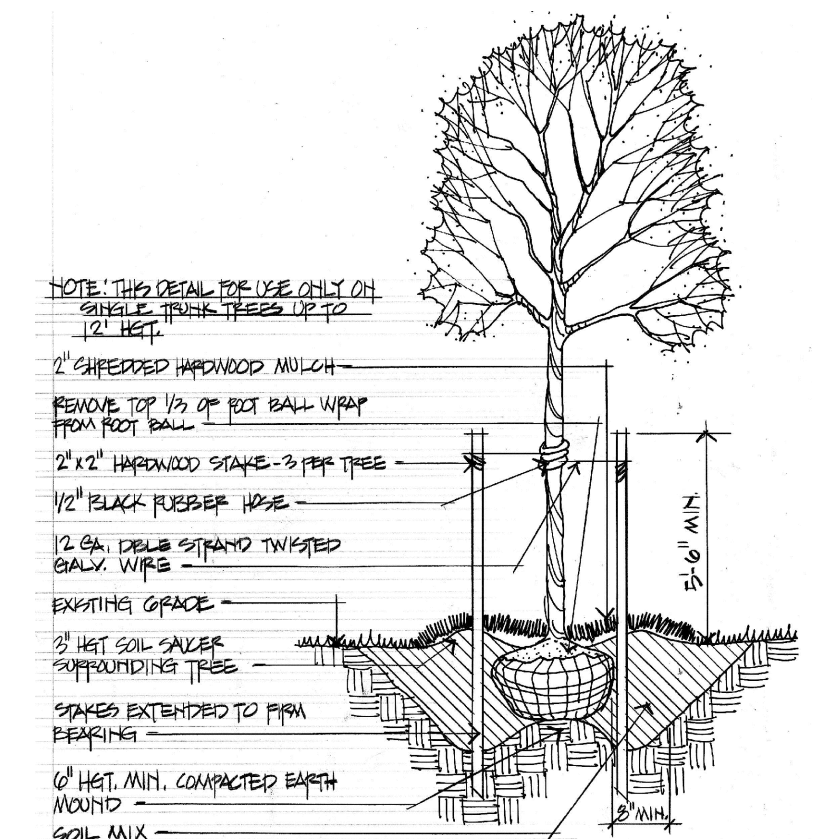 NOTE: THIS DETAIL FOR USE ONLY ON
SINGLE TRUNK TREES UP TO
12' HGT.
2" SHREDDED HARDWOOD MULCH
REMOVE TOP 1/3 OF ROOT BALL WRAP
FROM ROOT BALL
2"x2" HARDWOOD STAKE-3 PER TREE
1/2" BLACK RUBBER HOSE
12 GA. DBLE STRAND TWISTED
GALV. WIRE
EXISTING GRADE
3" HGT SOIL SAUCER
SURROUNDING TREE
STAKES EXTENDED TO FIRM
BEARING
6" HGT. MIN. COMPACTED EARTH
MOUND
SOIL MIX
5'-6" MIN.
8" MIN.